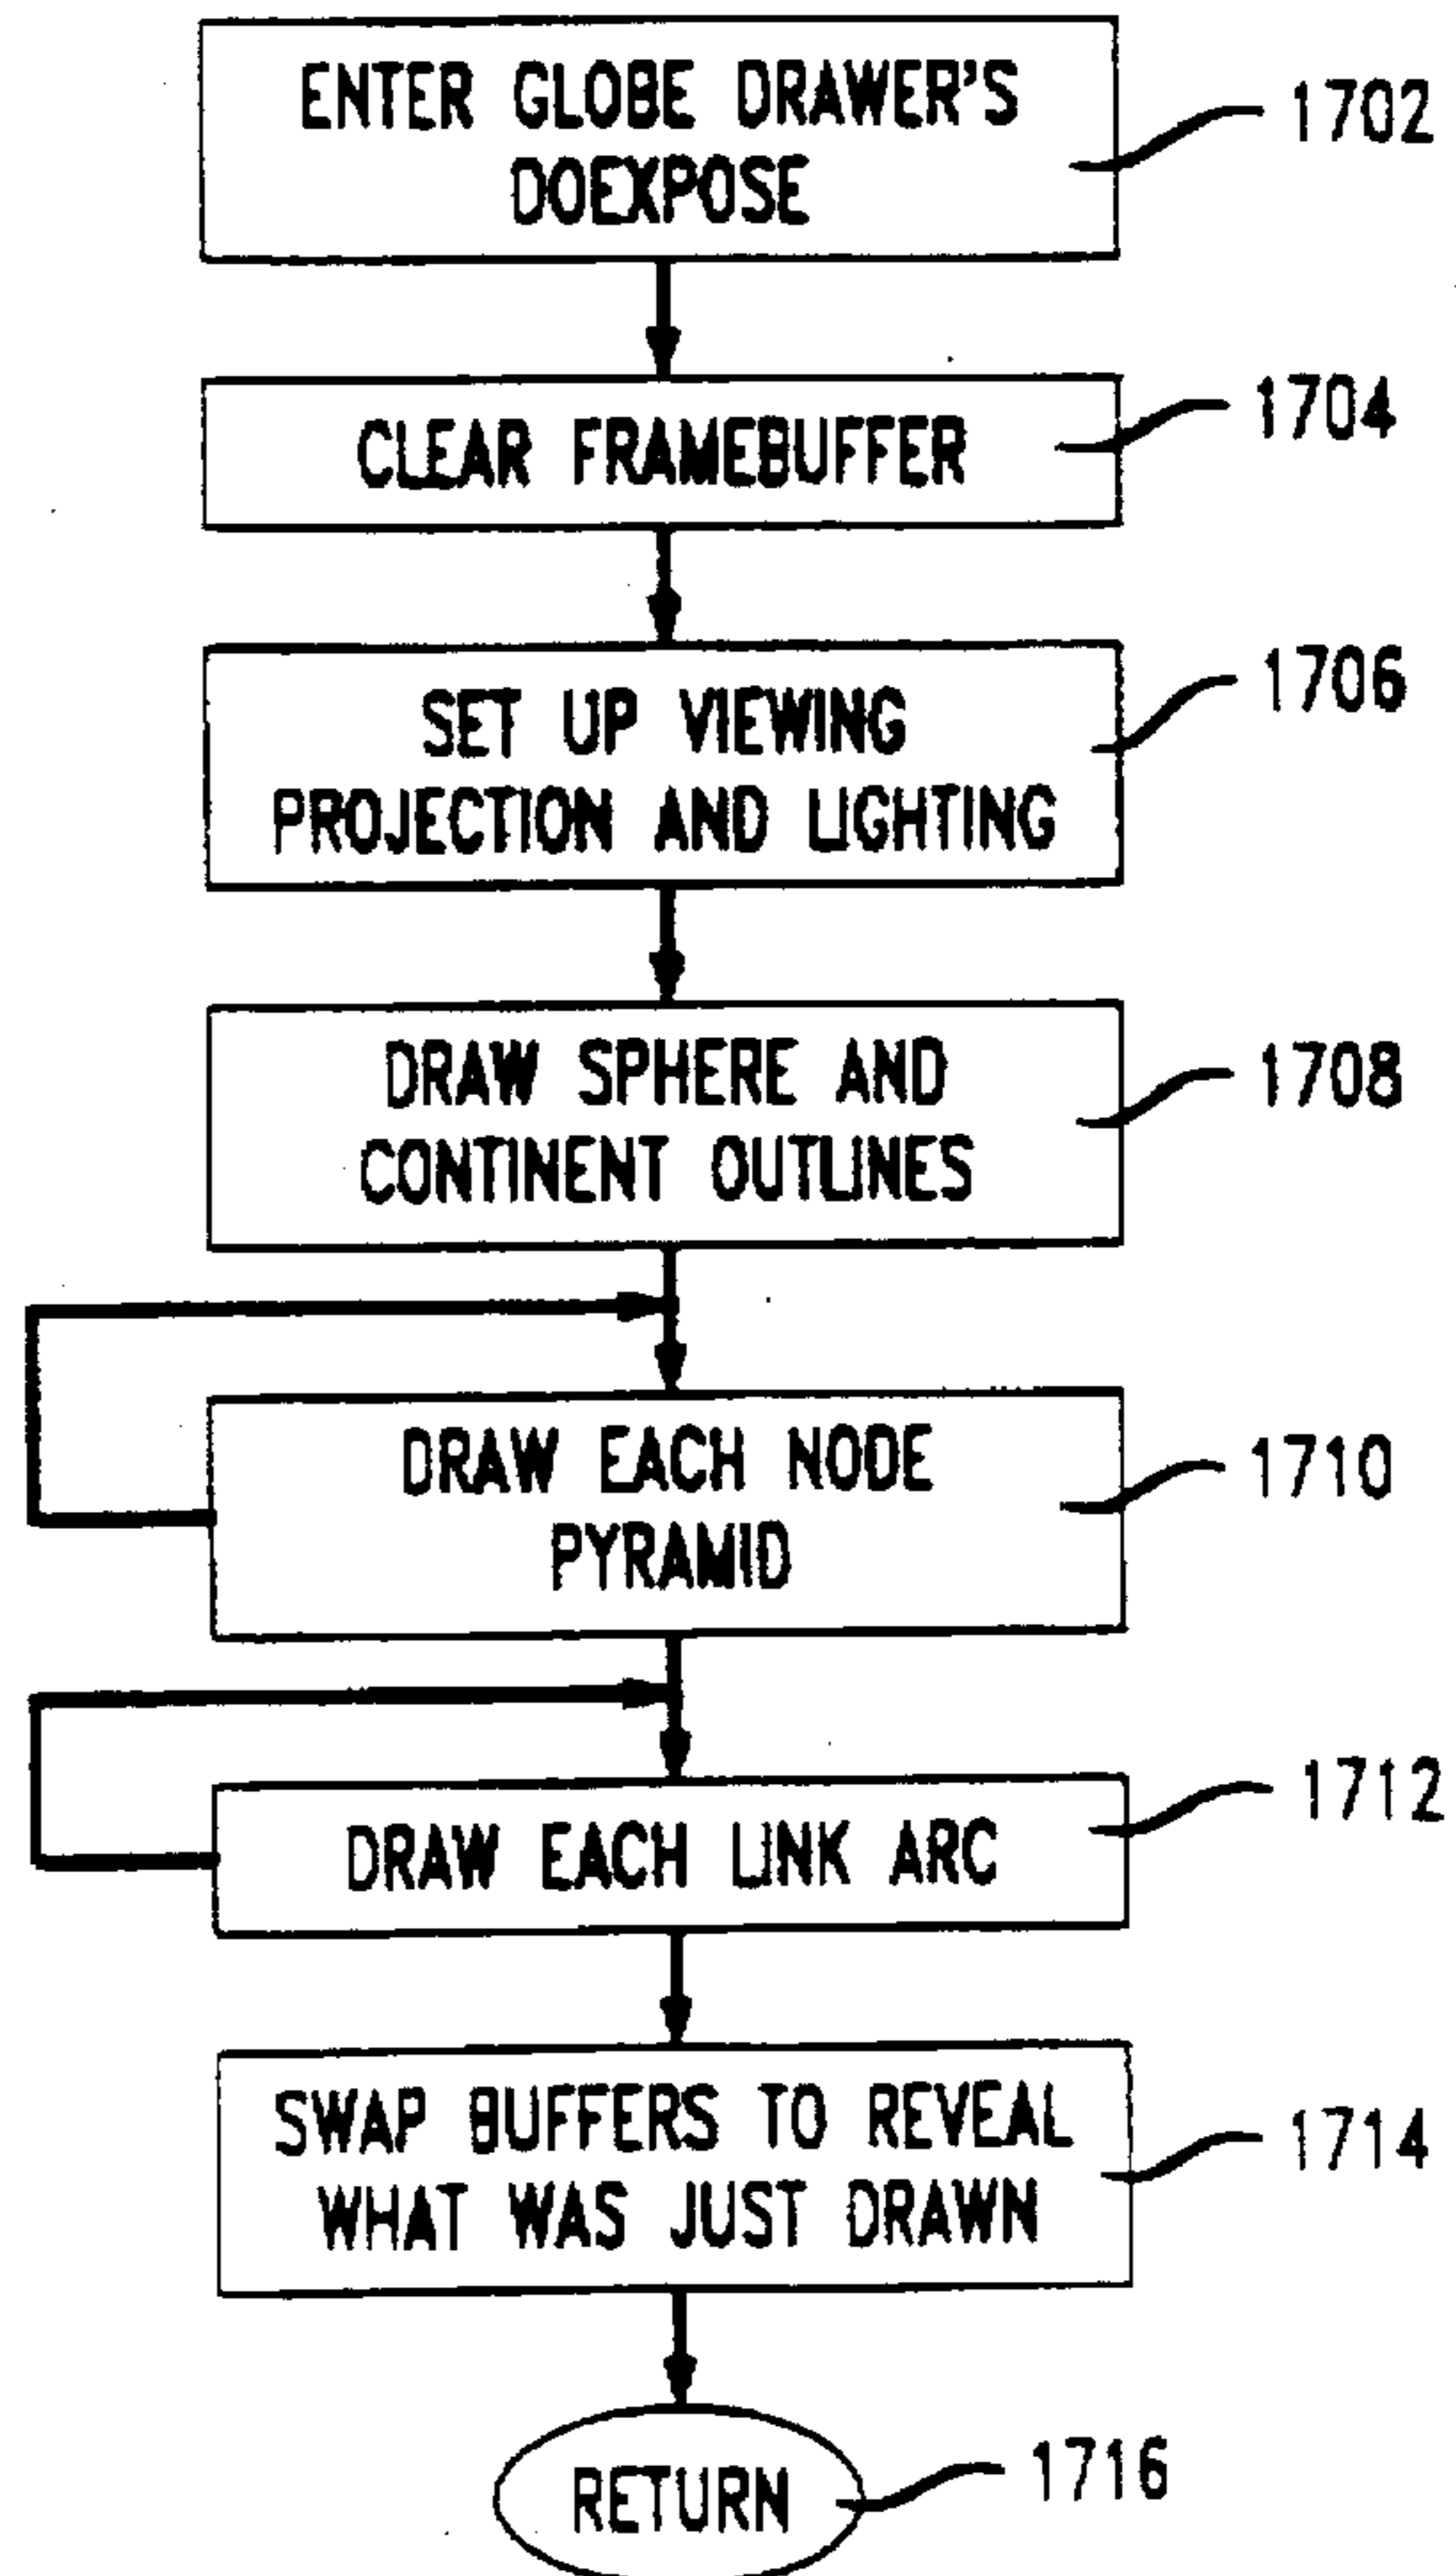 ENTER GLOBE DRAWER'S
DOEXPOSE
1702
CLEAR FRAMEBUFFER
1704
SET UP VIEWING
PROJECTION AND LIGHTING
1706
DRAW SPHERE AND
CONTINENT OUTLINES
1708
DRAW EACH NODE
PYRAMID
1710
DRAW EACH LINK ARC
1712
SWAP BUFFERS TO REVEAL
WHAT WAS JUST DRAWN
1714
RETURN
1716